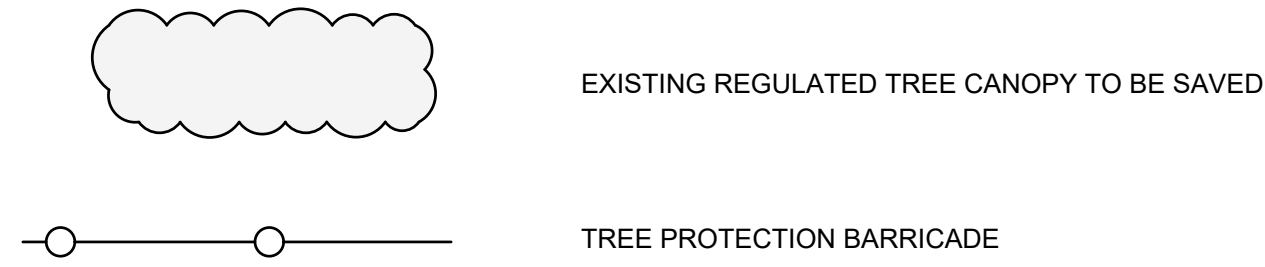 EXISTING REGULATED TREE CANOPY TO BE SAVED
TREE PROTECTION BARRICADE